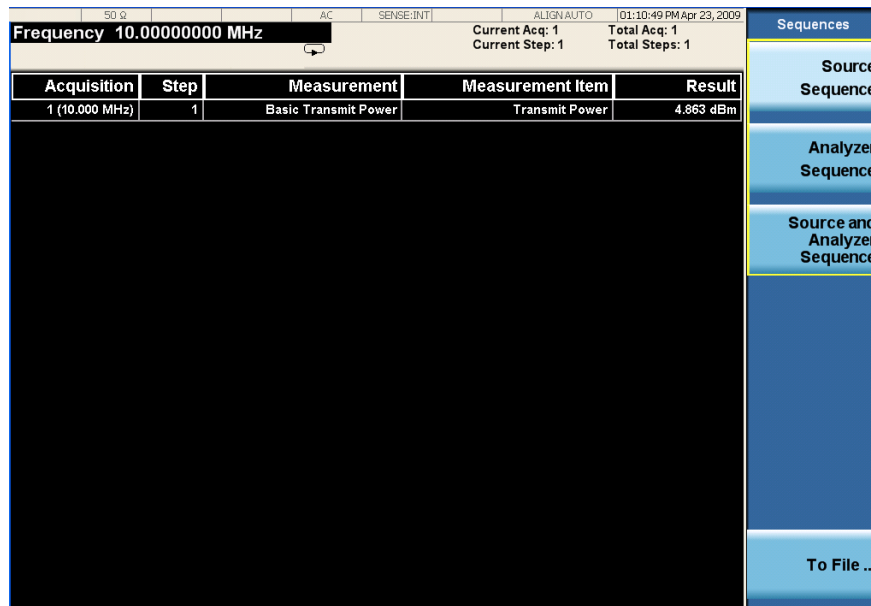 50 Ω AC SENSE:INT ALIGN AUTO 01:10:49 PM Apr 23, 2009
Frequency 10.00000000 MHz
Current Acq: 1 Total Acq: 1
Current Step: 1 Total Steps: 1
Acquisition Step Measurement Measurement Item Result
1 (10.000 MHz) 1 Basic Transmit Power Transmit Power 4.863 dBm
Sequences
Source
Sequence
Analyzer
Sequence
Source and
Analyzer
Sequence
To File ..